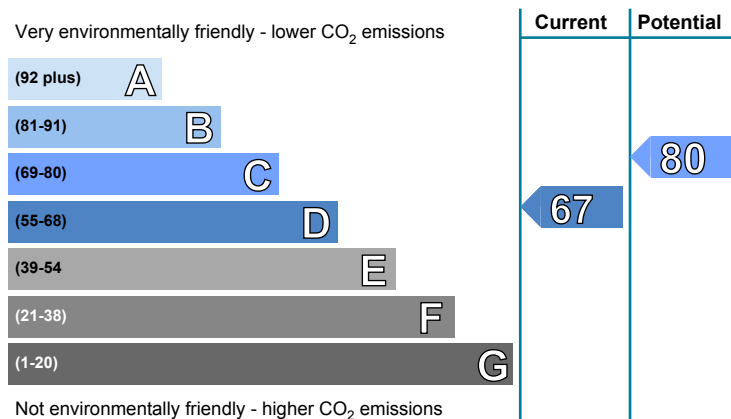 Very environmentally friendly - lower CO₂ emissions
Current
Potential
(92 plus) A
(81-91) B
(69-80) C
80
(55-68) D
67
(39-54 E
(21-38) F
(1-20) G
Not environmentally friendly - higher CO₂ emissions